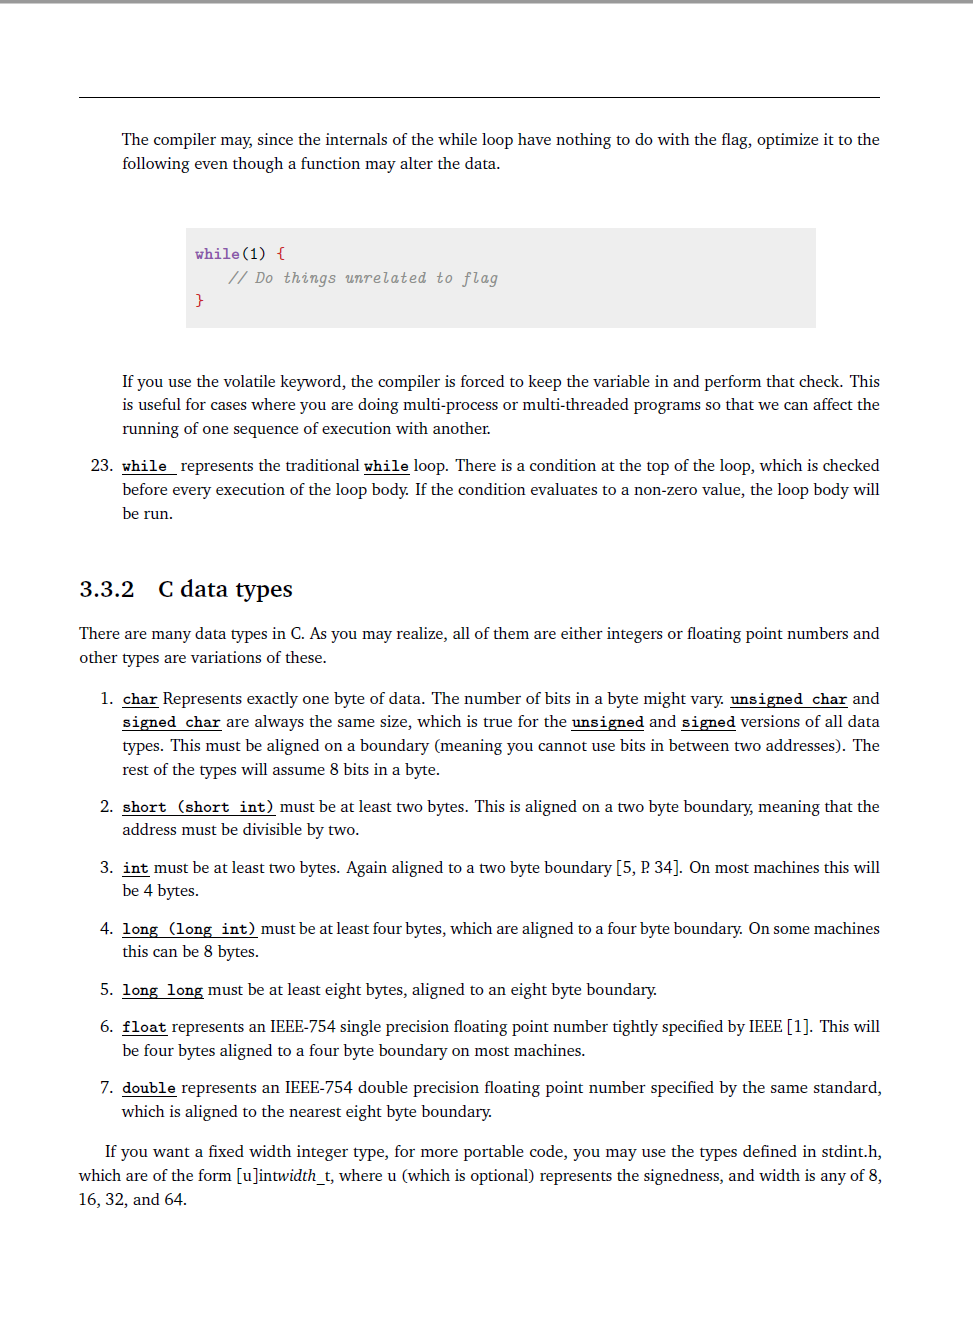 The compiler may, since the internals of the while loop have nothing to do with the flag, optimize it to the
following even though a function may alter the data.
while(1) {
// Do things unrelated to flag
}
If you use the volatile keyword, the compiler is forced to keep the variable in and perform that check. This
is useful for cases where you are doing multi-process or multi-threaded programs so that we can affect the
running of one sequence of execution with another.
23. while represents the traditional while loop. There is a condition at the top of the loop, which is checked
before every execution of the loop body. If the condition evaluates to a non-zero value, the loop body will
be run.
3.3.2 C data types
There are many data types in C. As you may realize, all of them are either integers or floating point numbers and
other types are variations of these.
1. char Represents exactly one byte of data. The number of bits in a byte might vary. unsigned char and
signed char are always the same size, which is true for the unsigned and signed versions of all data
types. This must be aligned on a boundary (meaning you cannot use bits in between two addresses). The
rest of the types will assume 8 bits in a byte.
2. short (short int) must be at least two bytes. This is aligned on a two byte boundary, meaning that the
address must be divisible by two.
3. int must be at least two bytes. Again aligned to a two byte boundary [5, P. 34]. On most machines this will
be 4 bytes.
4. long (long int) must be at least four bytes, which are aligned to a four byte boundary. On some machines
this can be 8 bytes.
5. long long must be at least eight bytes, aligned to an eight byte boundary.
6. float represents an IEEE-754 single precision floating point number tightly specified by IEEE [1]. This will
be four bytes aligned to a four byte boundary on most machines.
7. double represents an IEEE-754 double precision floating point number specified by the same standard,
which is aligned to the nearest eight byte boundary.
If you want a fixed width integer type, for more portable code, you may use the types defined in stdint.h,
which are of the form [u]intwidth_t, where u (which is optional) represents the signedness, and width is any of 8,
16, 32, and 64.